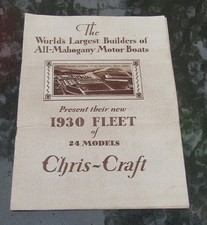 The
World's Largest Builders of
All-Mahogany Motor Boats
Present their new
1930 FLEET
of
24 MODELS
Chris-Craft